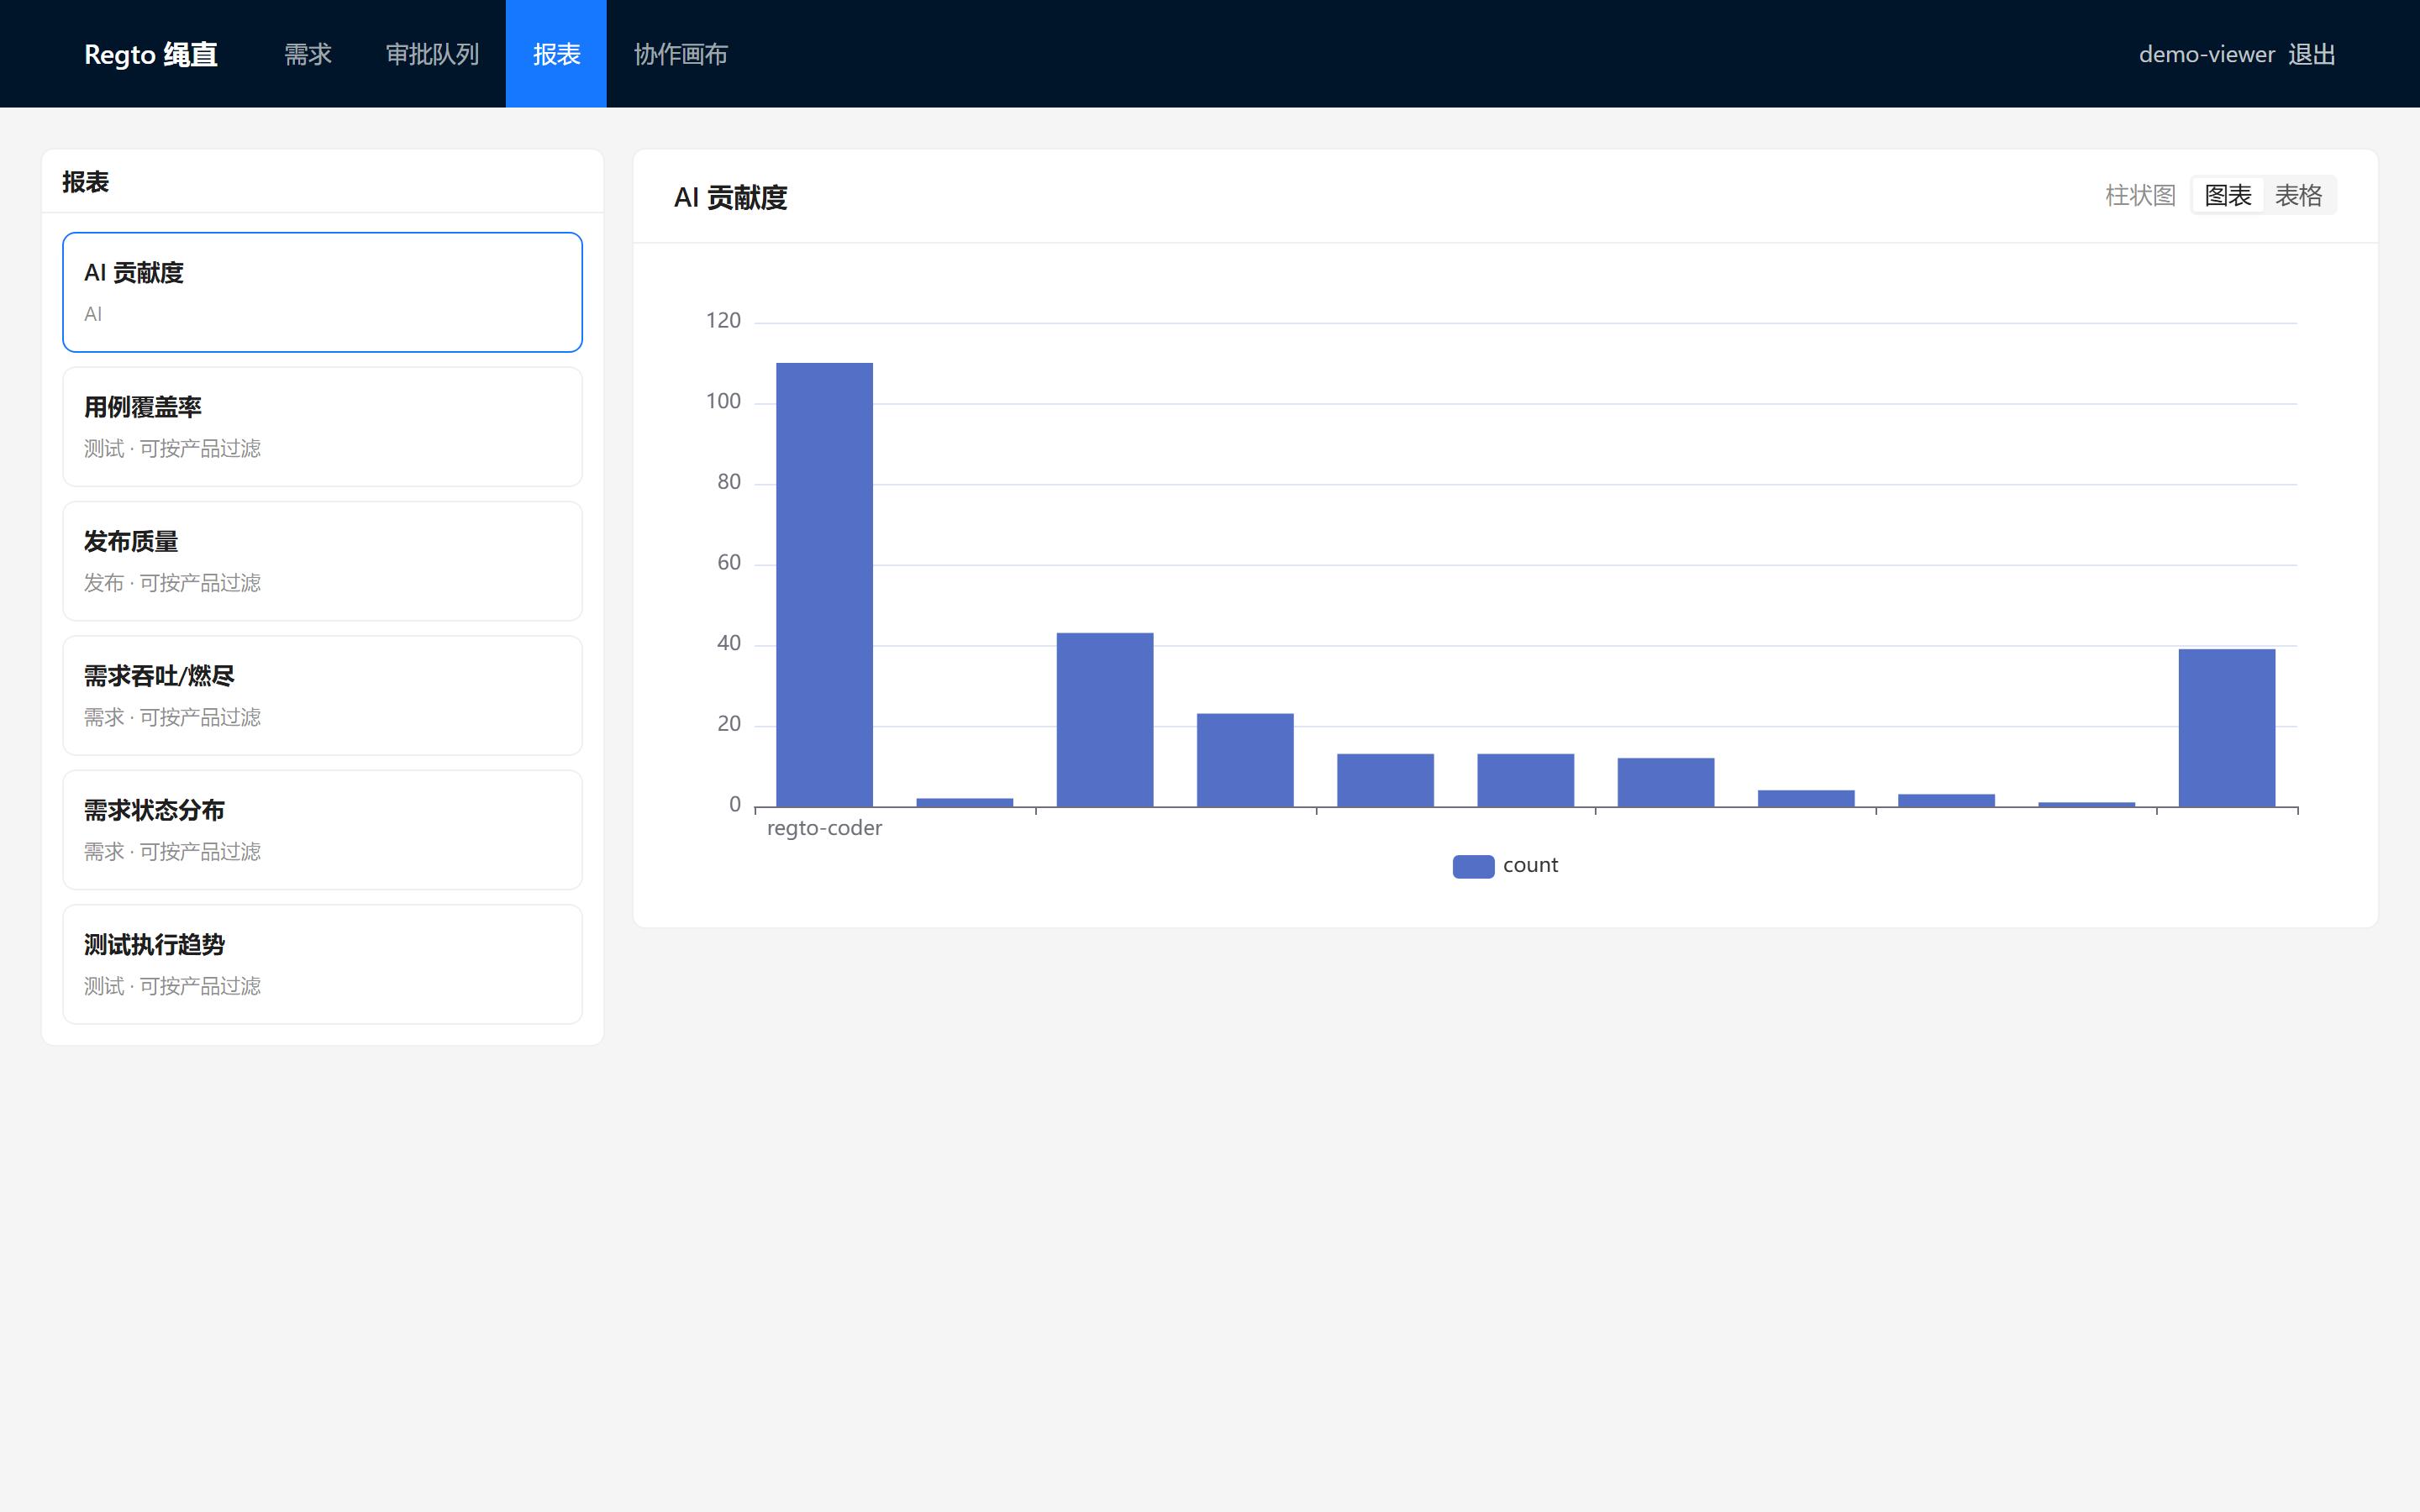 Regto 绳直 需求 审批队列 报表 协作画布 demo-viewer 退出
报表
AI 贡献度
AI
用例覆盖率
测试 · 可按产品过滤
发布质量
发布 · 可按产品过滤
需求吞吐/燃尽
需求 · 可按产品过滤
需求状态分布
需求 · 可按产品过滤
测试执行趋势
测试 · 可按产品过滤
AI 贡献度 柱状图 图表 表格
120
100
80
60
40
20
0
regto-coder
count